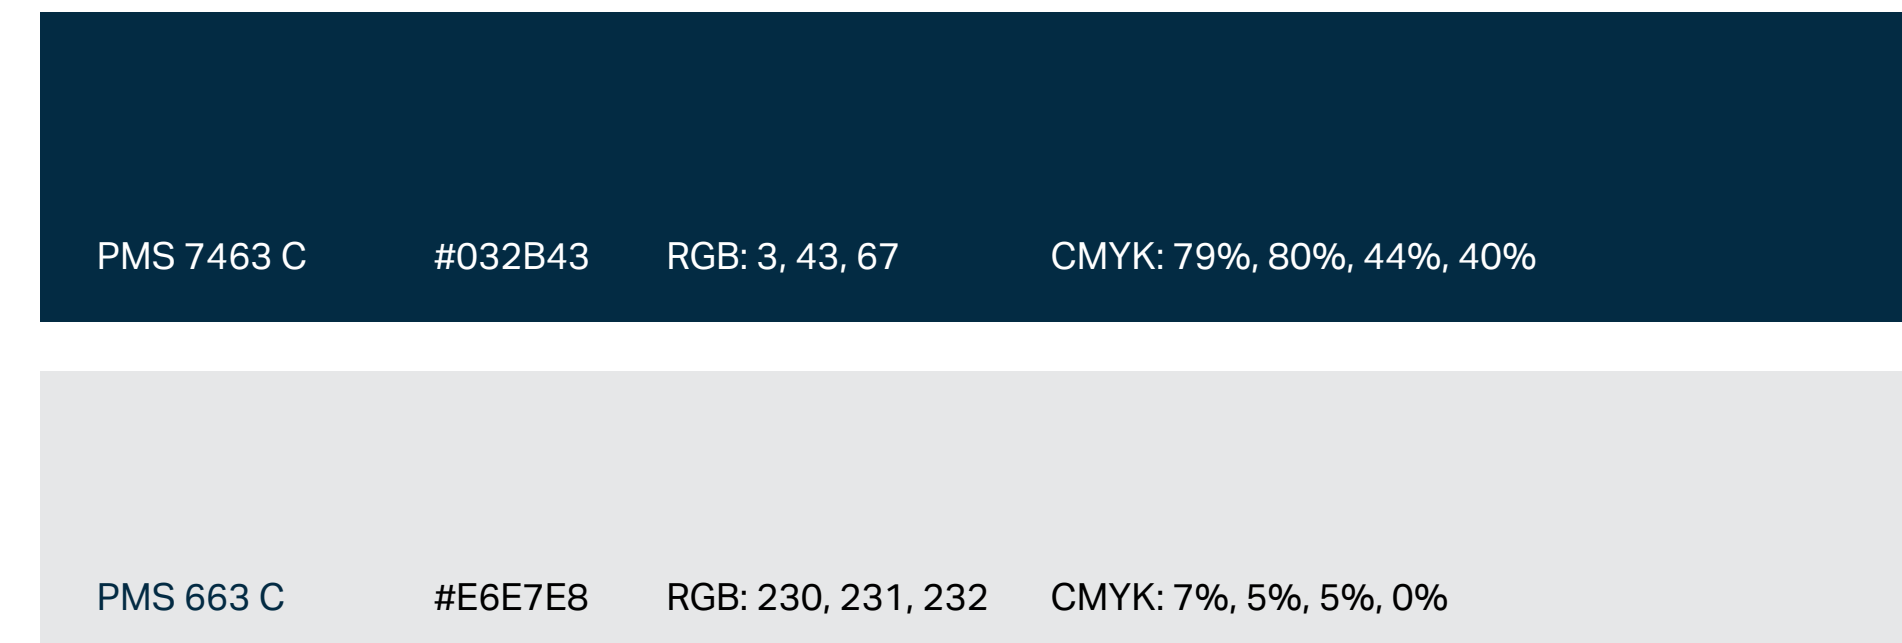 PMS 7463 C #032B43 RGB: 3, 43, 67 CMYK: 79%, 80%, 44%, 40%
PMS 663 C #E6E7E8 RGB: 230, 231, 232 CMYK: 7%, 5%, 5%, 0%